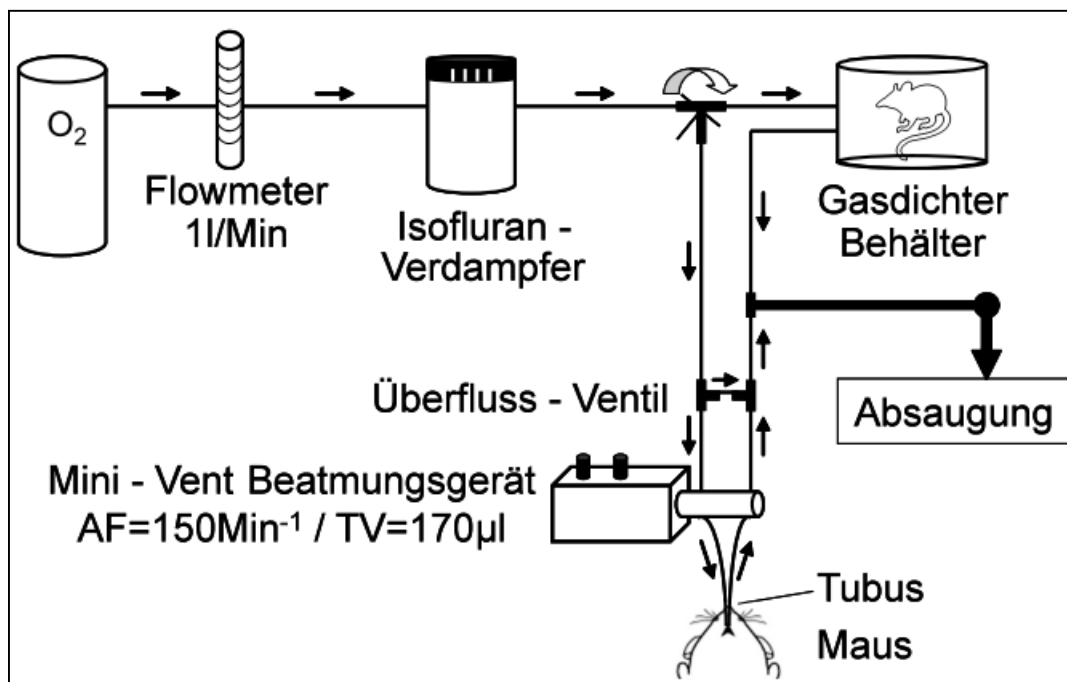 O₂
Flowmeter
1l/Min
Isofluran -
Verdampfer
Gasdichter
Behälter
Überfluss - Ventil
Absaugung
Mini - Vent Beatmungsgerät
AF=150Min⁻¹ / TV=170µl
Tubus
Maus